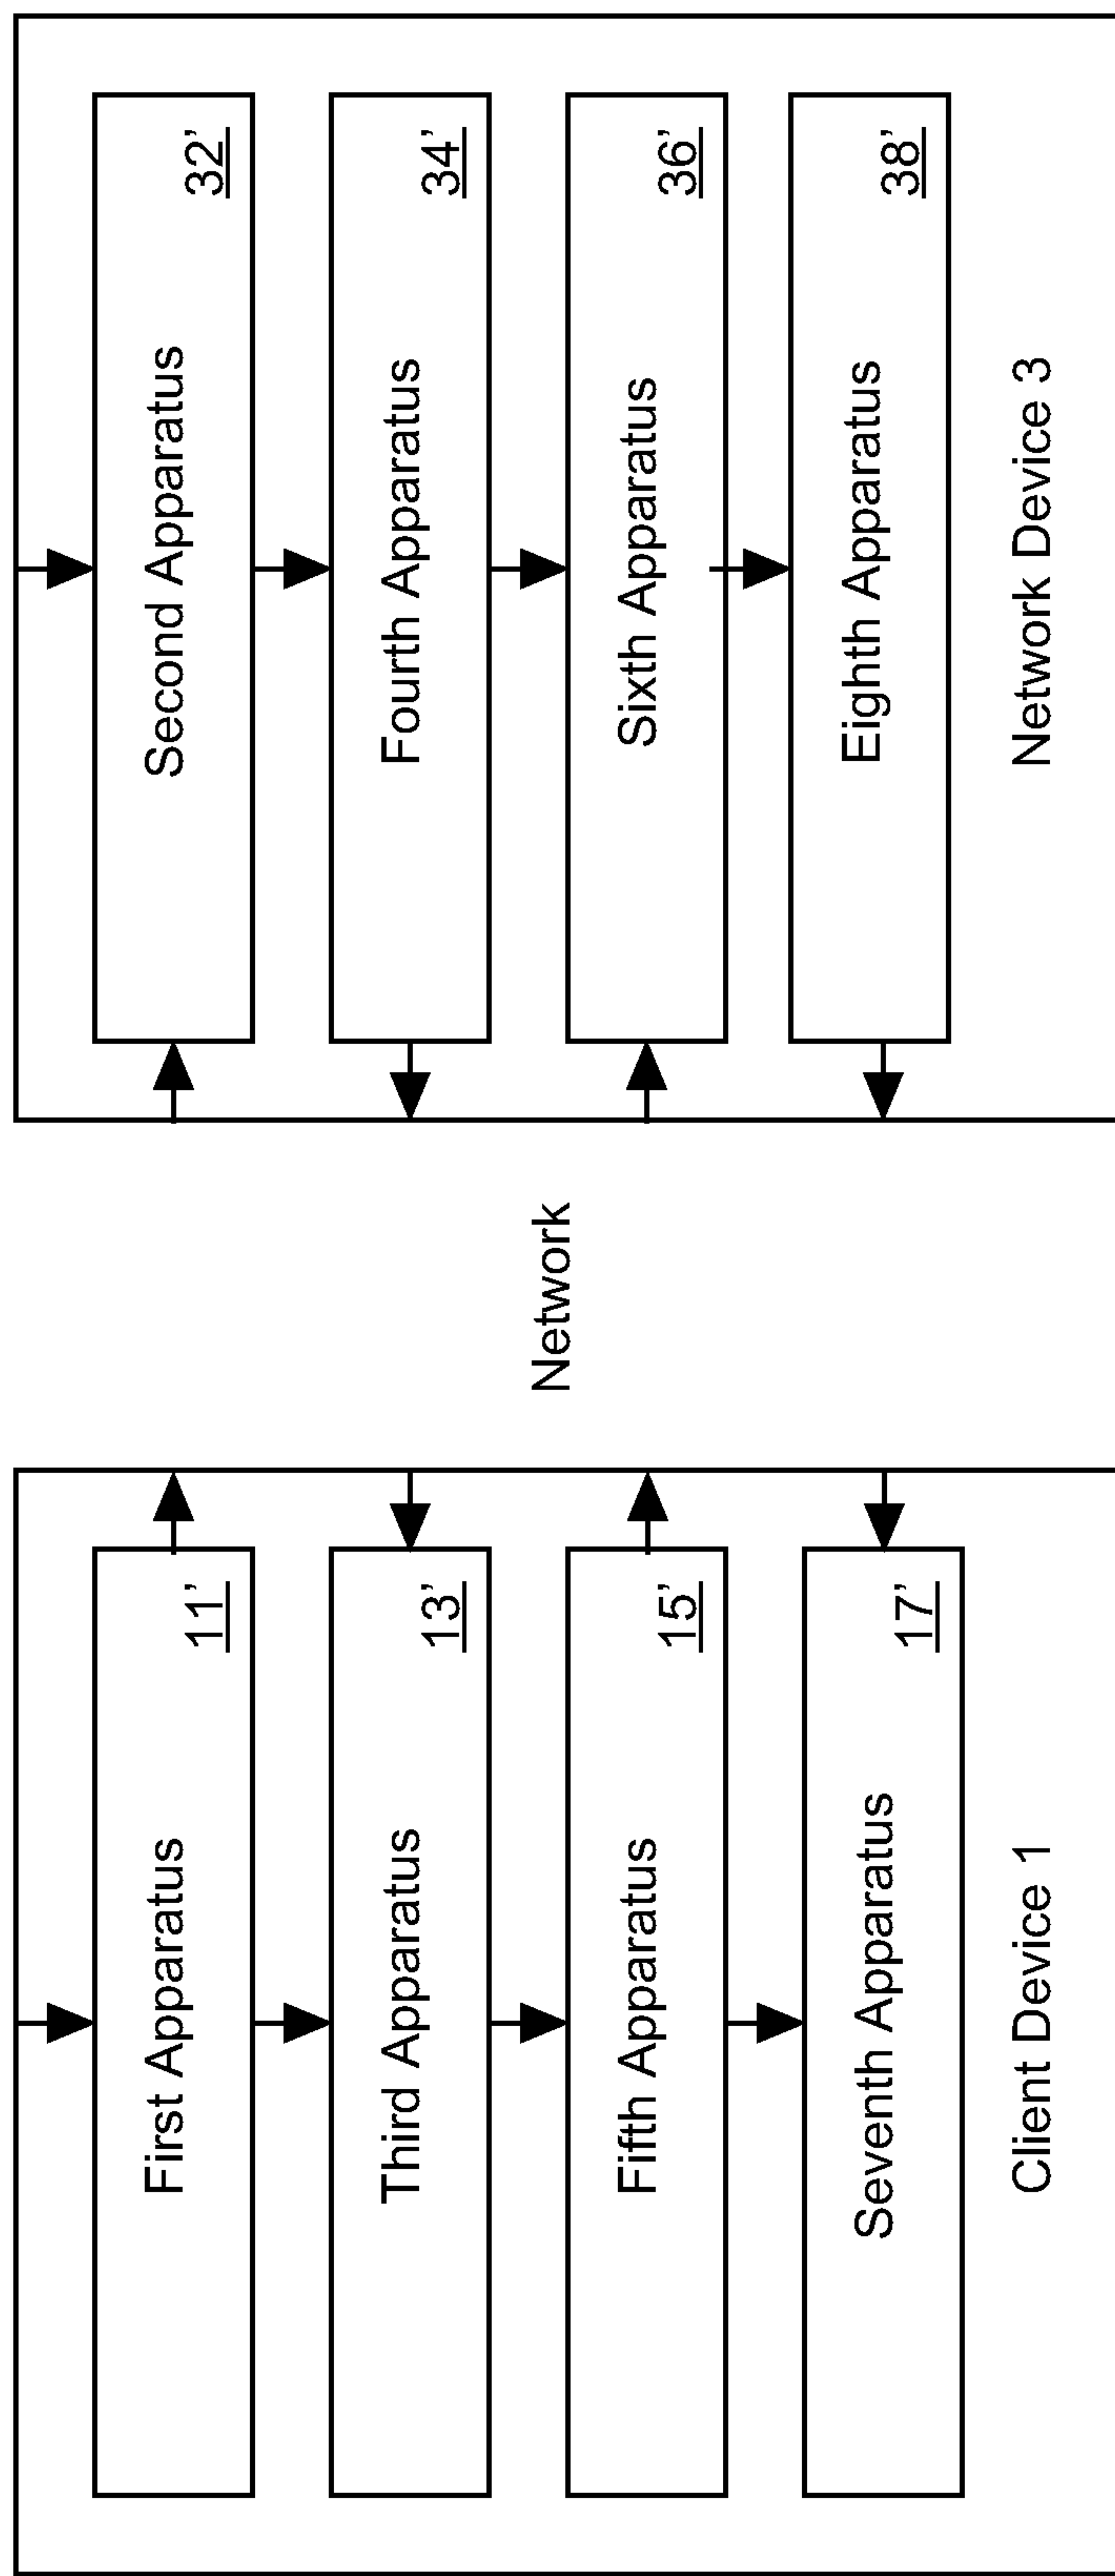 First Apparatus
11’
Third Apparatus
13’
Fifth Apparatus
15’
Seventh Apparatus
17’
Client Device 1
Network
Second Apparatus
32’
Fourth Apparatus
34’
Sixth Apparatus
36’
Eighth Apparatus
38’
Network Device 3